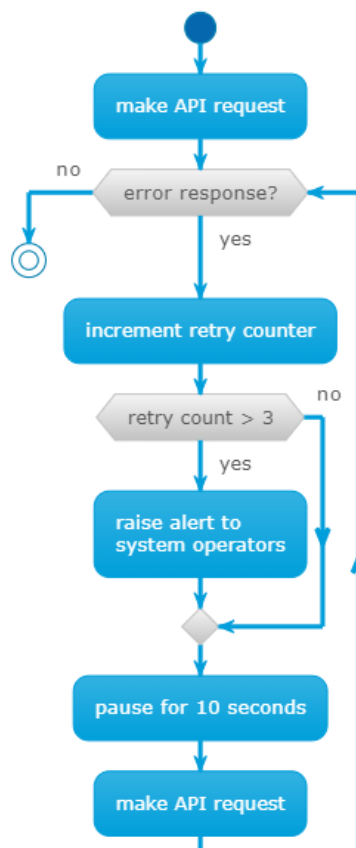 make API request
no
error response?
yes
increment retry counter
no
retry count > 3
yes
raise alert to
system operators
pause for 10 seconds
make API request